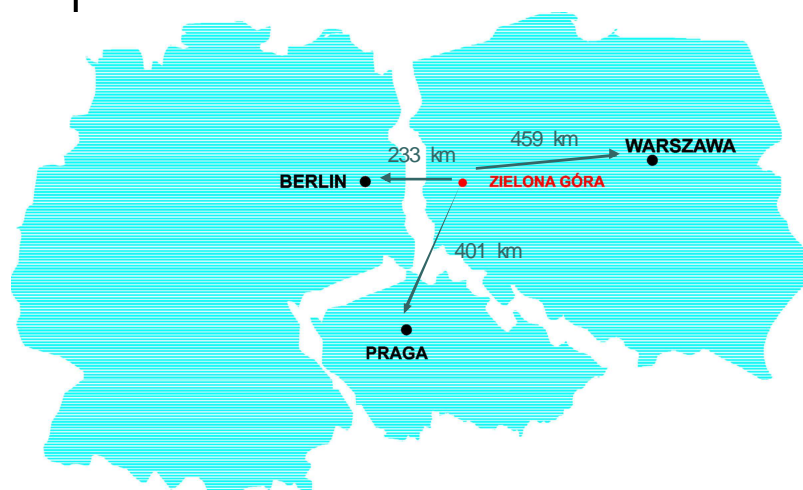 459 km
WARSZAWA
233 km
BERLIN
ZIELONA GÓRA
401 km
PRAGA